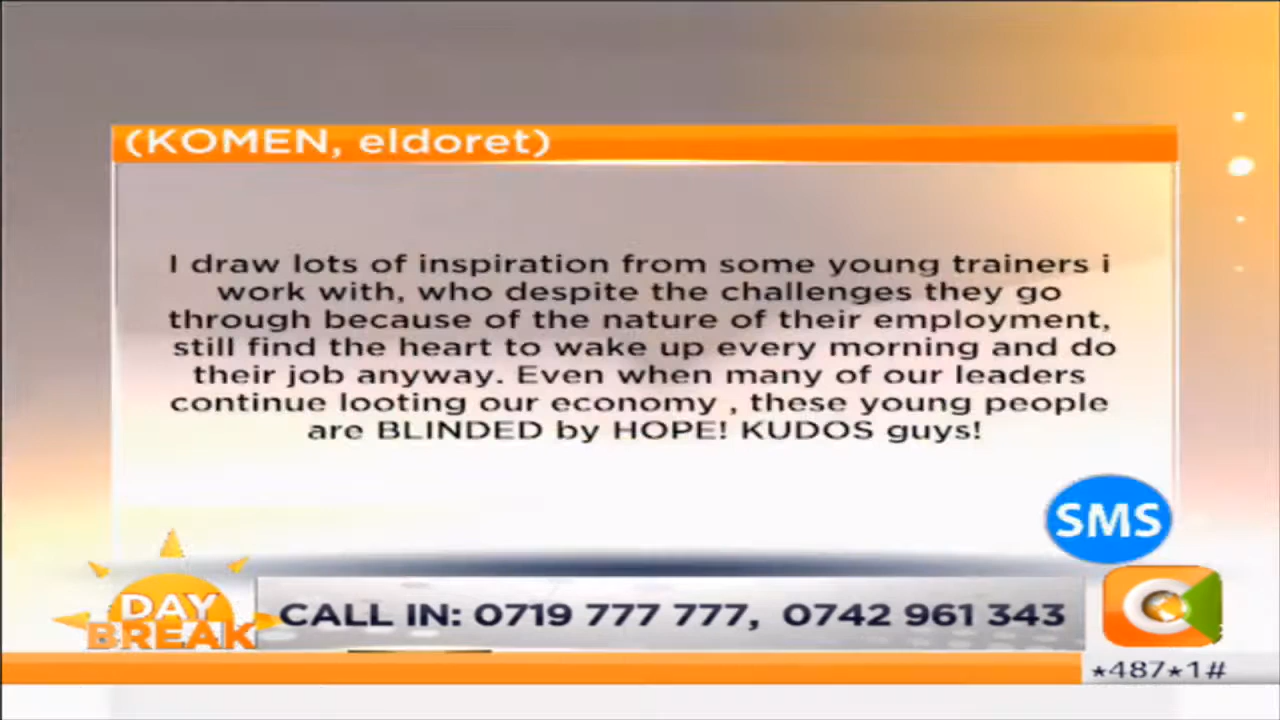 (KOMEN, eldoret)
I draw lots of inspiration from some young trainers i
work with, who despite the challenges they go
through because of the nature of their employment,
still find the heart to wake up every morning and do
their job anyway. Even when many of our leaders
continue looting our economy , these young people
are BLINDED by HOPE! KUDOS guys!
SMS
DAY
BREAK
CALL IN: 0719 777 777, 0742 961 343
*487*1#